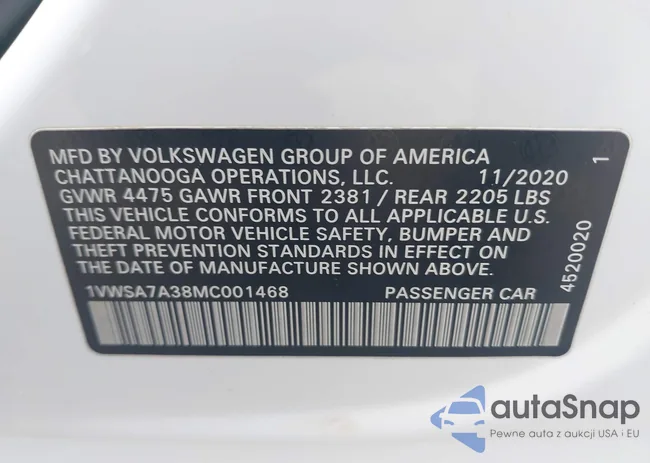 MFD BY VOLKSWAGEN GROUP OF AMERICA
CHATTANOOGA OPERATIONS, LLC. 11/2020
GVWR 4475 GAWR FRONT 2381 / REAR 2205 LBS
THIS VEHICLE CONFORMS TO ALL APPLICABLE U.S.
FEDERAL MOTOR VEHICLE SAFETY, BUMPER AND
THEFT PREVENTION STANDARDS IN EFFECT ON
THE DATE OF MANUFACTURE SHOWN ABOVE.
1VWSA7A38MC001468 PASSENGER CAR
4520020 1
autoSnap
Pewne auta z aukcji USA i EU